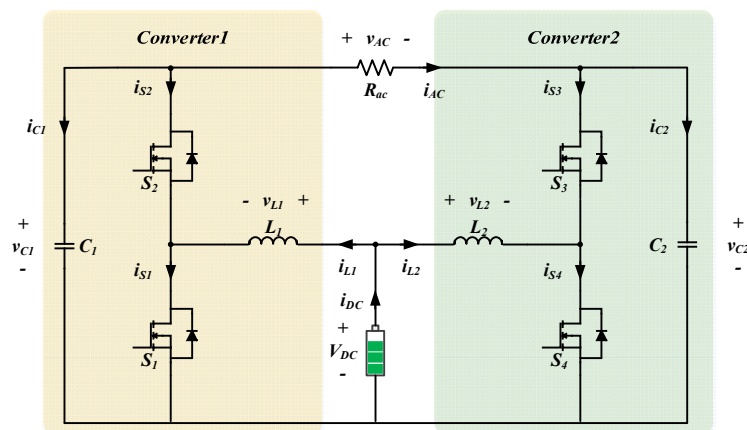 Converter1
+ vAC -
Converter2
iS2
Rac
iAC
iS3
iC1
iC2
S2
S3
- vL1 +
+ vL2 -
L1
L2
+
vC1
-
C1
C2
+
vC2
-
iS1
iL1
iL2
iS4
iDC
+
VDC
-
S1
S4